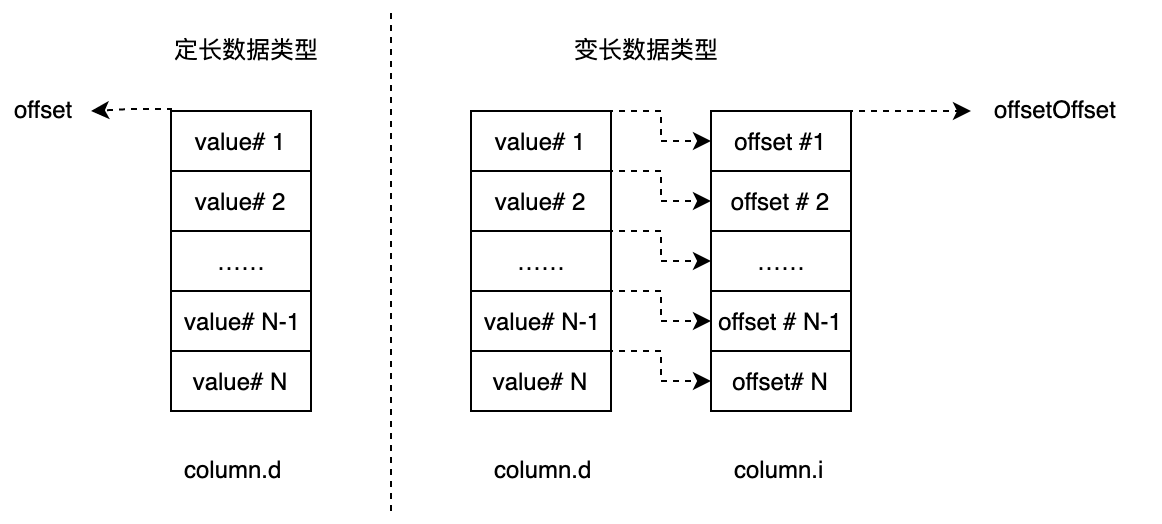 定长数据类型
变长数据类型
offset
offsetOffset
value# 1
value# 2
......
value# N-1
value# N
column.d
value# 1
value# 2
......
value# N-1
value# N
column.d
offset #1
offset # 2
......
offset # N-1
offset# N
column.i